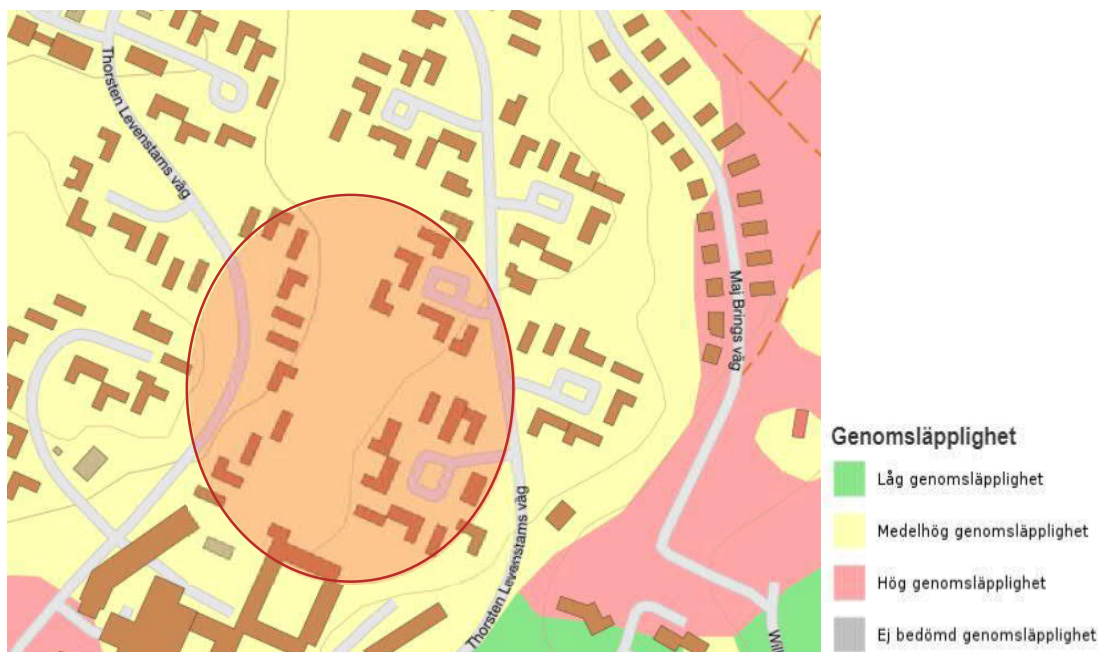 Thorsten Levenstams väg
Maj Brings väg
Thorsten Levenstams väg
Will
Genomsläpplighet
Låg genomsläpplighet
Medelhög genomsläpplighet
Hög genomsläpplighet
Ej bedömd genomsläpplighet